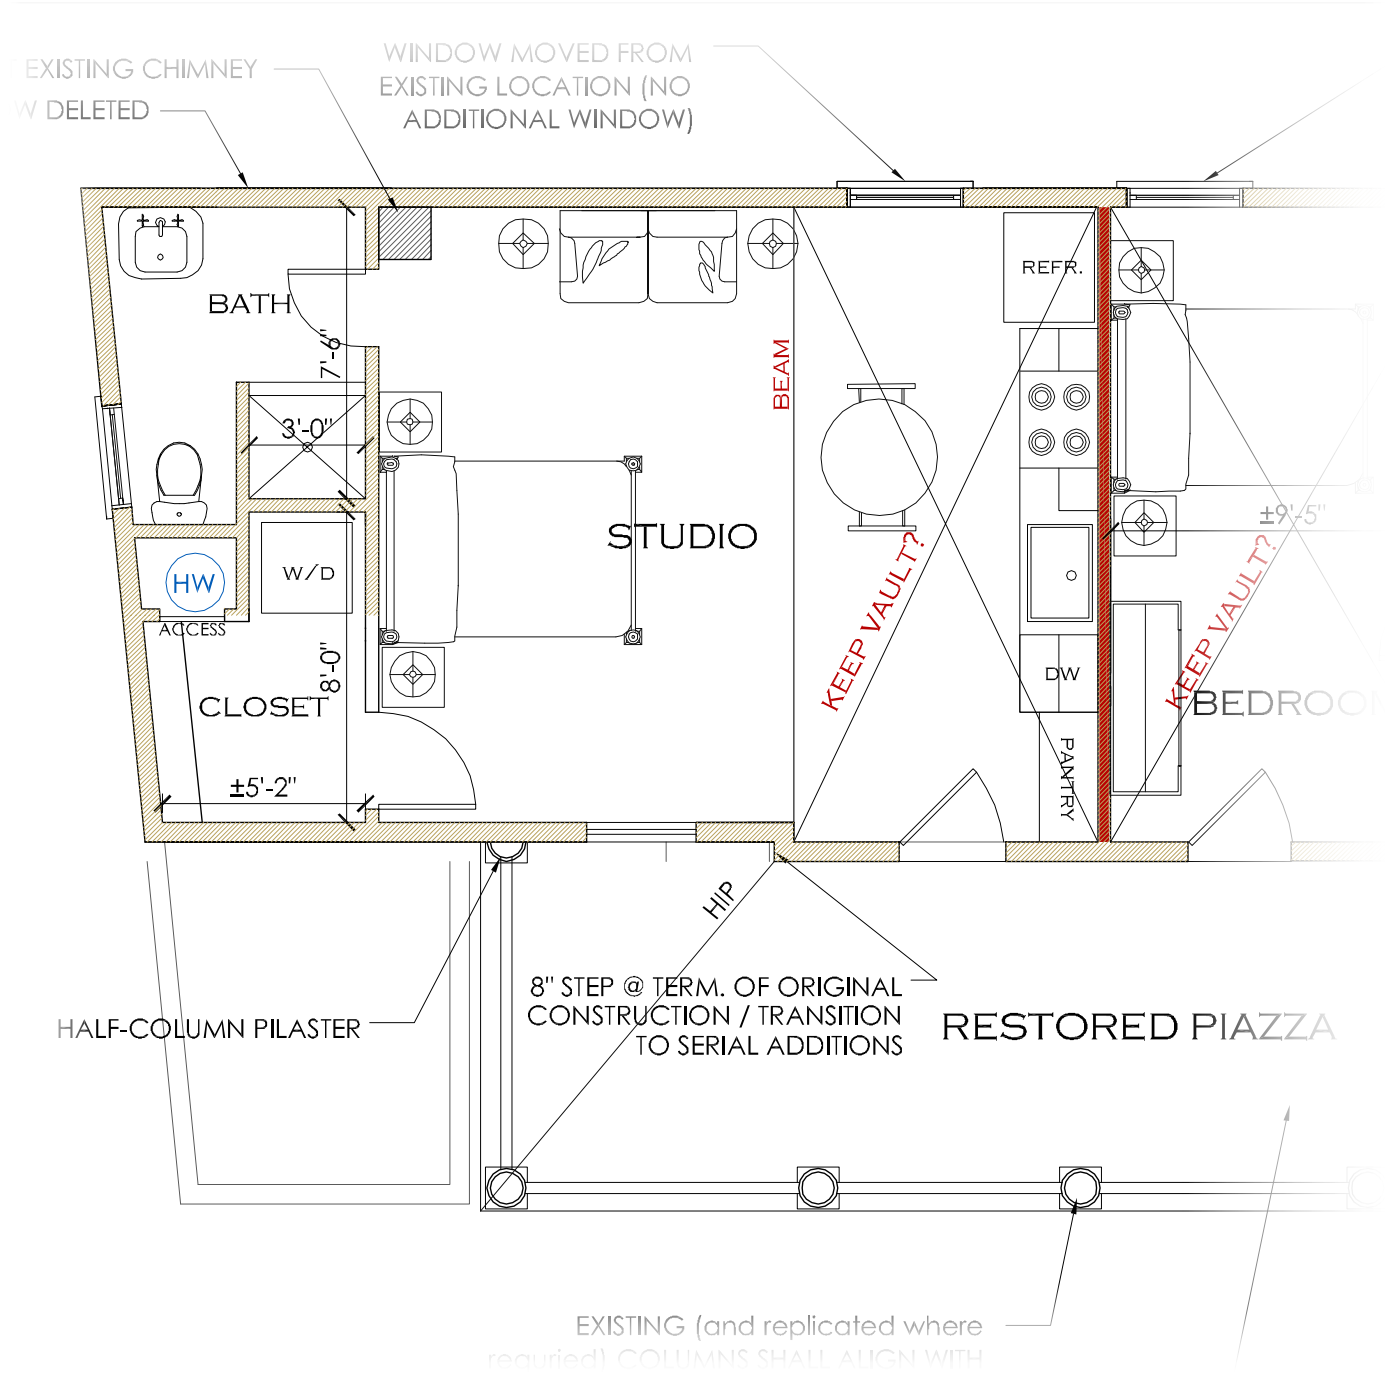 EXISTING CHIMNEY
W DELETED
WINDOW MOVED FROM
EXISTING LOCATION (NO
ADDITIONAL WINDOW)
BATH
7'-6"
3'-0"
REFR.
BEAM
STUDIO
KEEP VAULT?
HW
ACCESS
W/D
8'-0"
CLOSET
±5'-2"
DW
PANTRY
±9'-5"
KEEP VAULT?
BEDROO
HIP
8" STEP @ TERM. OF ORIGINAL
CONSTRUCTION / TRANSITION
TO SERIAL ADDITIONS
HALF-COLUMN PILASTER
RESTORED PIAZZA
EXISTING (and replicated where
requried) COLUMNS SHALL ALIGN WITH